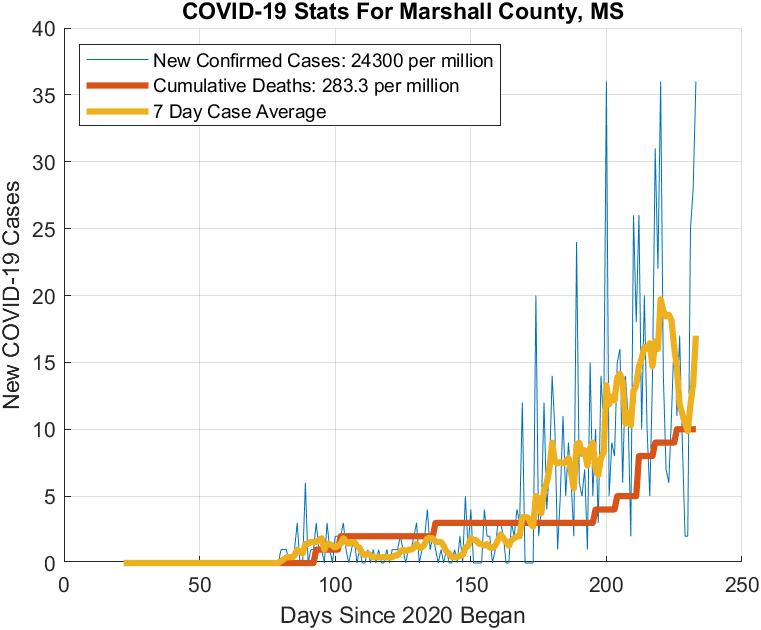 COVID-19 Stats For Marshall County, MS
New Confirmed Cases: 24300 per million
Cumulative Deaths: 283.3 per million
7 Day Case Average
New COVID-19 Cases
40
35
30
25
20
15
10
5
0
0 50 100 150 200 250
Days Since 2020 Began